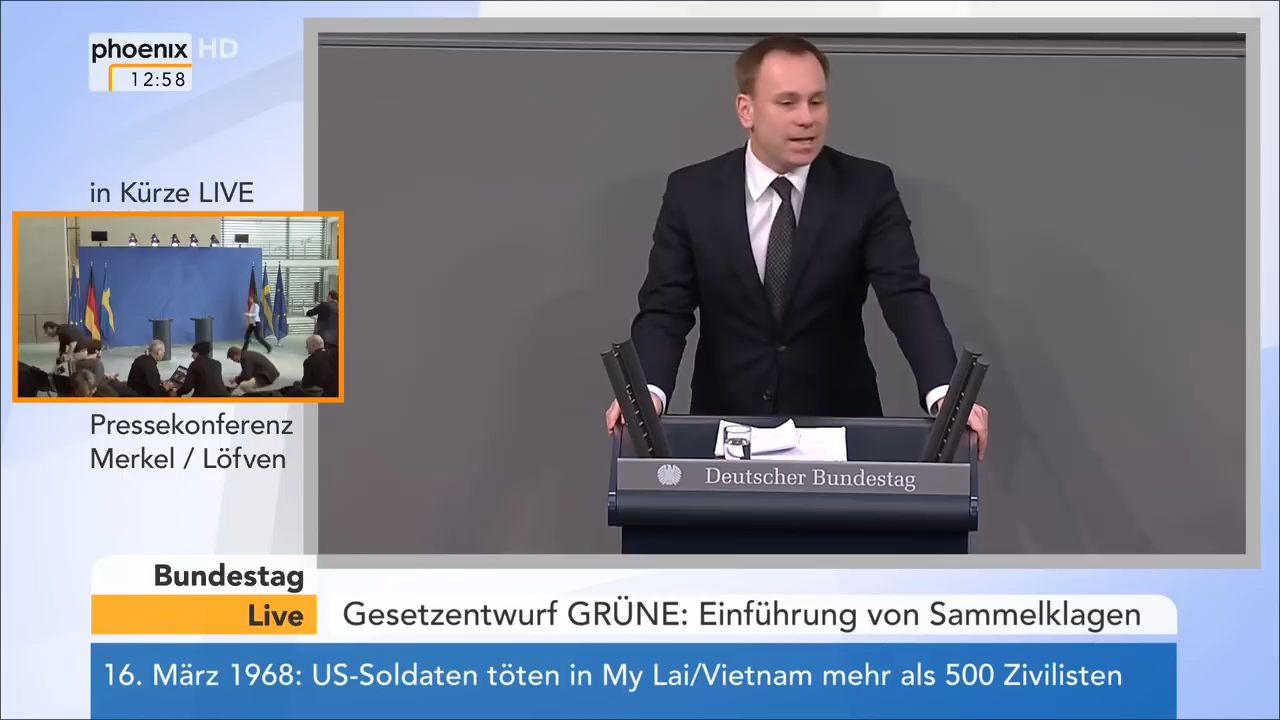 phoenix HD
12:58
in Kürze LIVE
Pressekonferenz
Merkel / Löfven
Deutscher Bundestag
Bundestag
Live
Gesetzentwurf GRÜNE: Einführung von Sammelklagen
16. März 1968: US-Soldaten töten in My Lai/Vietnam mehr als 500 Zivilisten